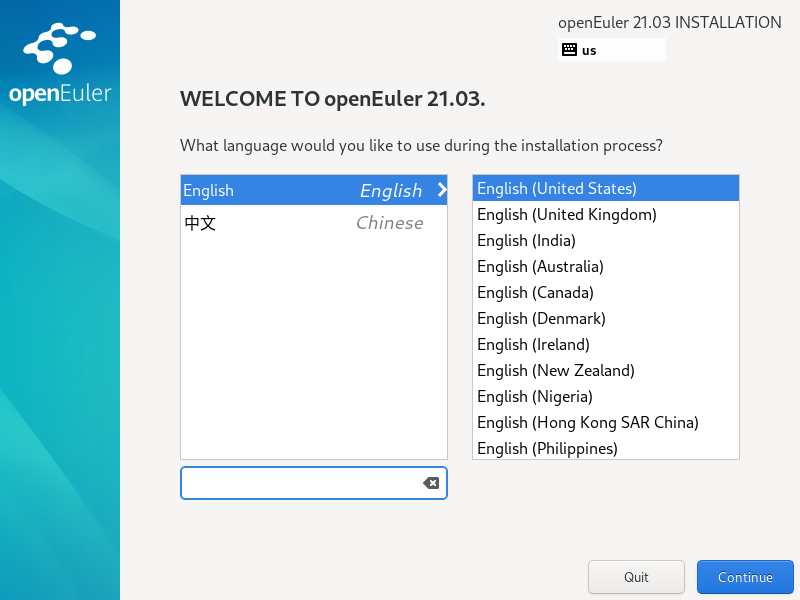 openEuler 21.03 INSTALLATION
us
openEuler
WELCOME TO openEuler 21.03.
What language would you like to use during the installation process?
English English
中文 Chinese
English (United States)
English (United Kingdom)
English (India)
English (Australia)
English (Canada)
English (Denmark)
English (Ireland)
English (New Zealand)
English (Nigeria)
English (Hong Kong SAR China)
English (Philippines)
Quit Continue